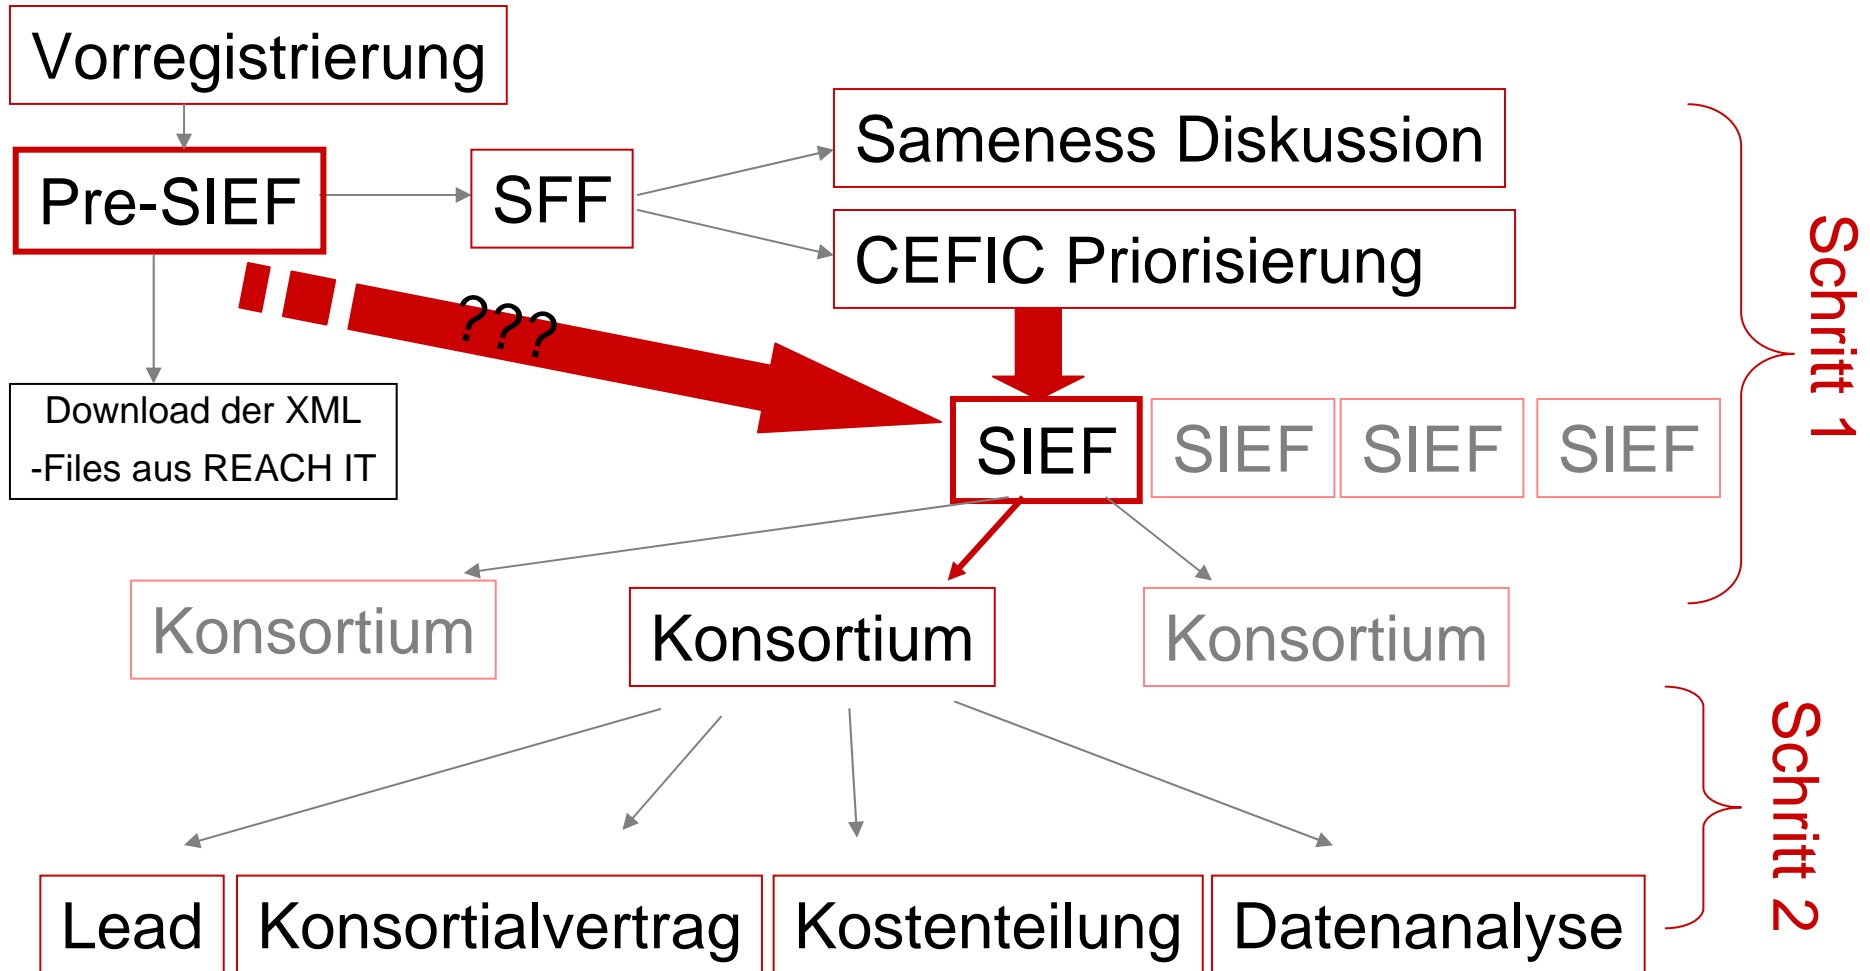 Vorregistrierung
Pre-SIEF
SFF
Sameness Diskussion
CEFIC Priorisierung
???
Download der XML
-Files aus REACH IT
SIEF
SIEF
SIEF
SIEF
Schritt 1
Konsortium
Konsortium
Konsortium
Schritt 2
Lead
Konsortialvertrag
Kostenteilung
Datenanalyse